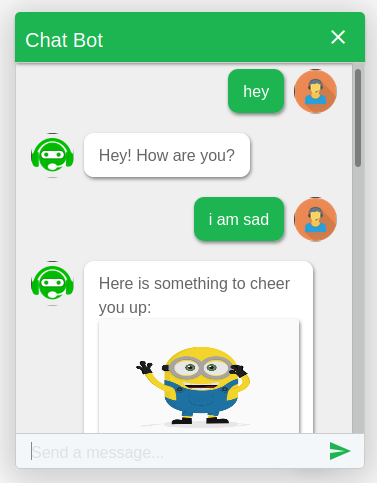 Chat Bot
hey
Hey! How are you?
i am sad
Here is something to cheer
you up:
Send a message...